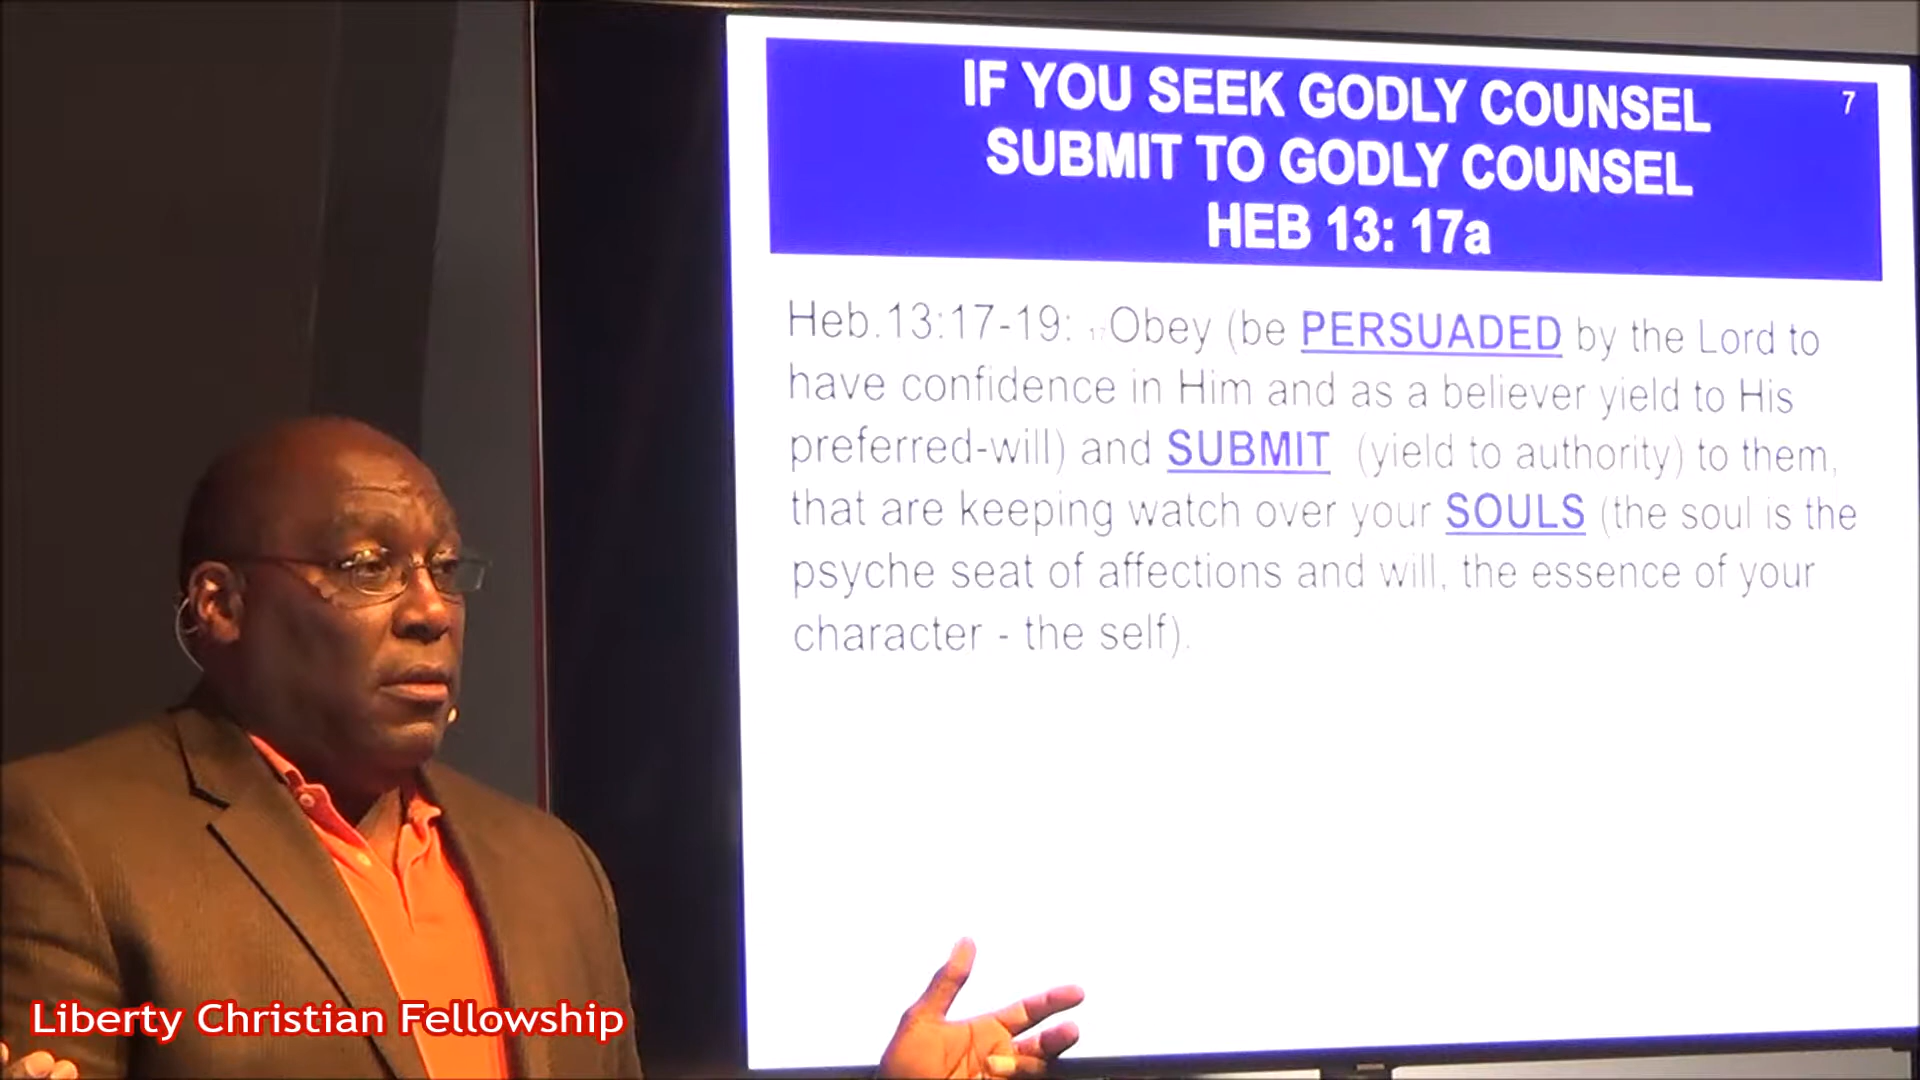 IF YOU SEEK GODLY COUNSEL
SUBMIT TO GODLY COUNSEL
HEB 13: 17a
7
Heb.13:17-19: 17Obey (be PERSUADED by the Lord to
have confidence in Him and as a believer yield to His
preferred-will) and SUBMIT (yield to authority) to them,
that are keeping watch over your SOULS (the soul is the
psyche seat of affections and will, the essence of your
character - the self).
Liberty Christian Fellowship